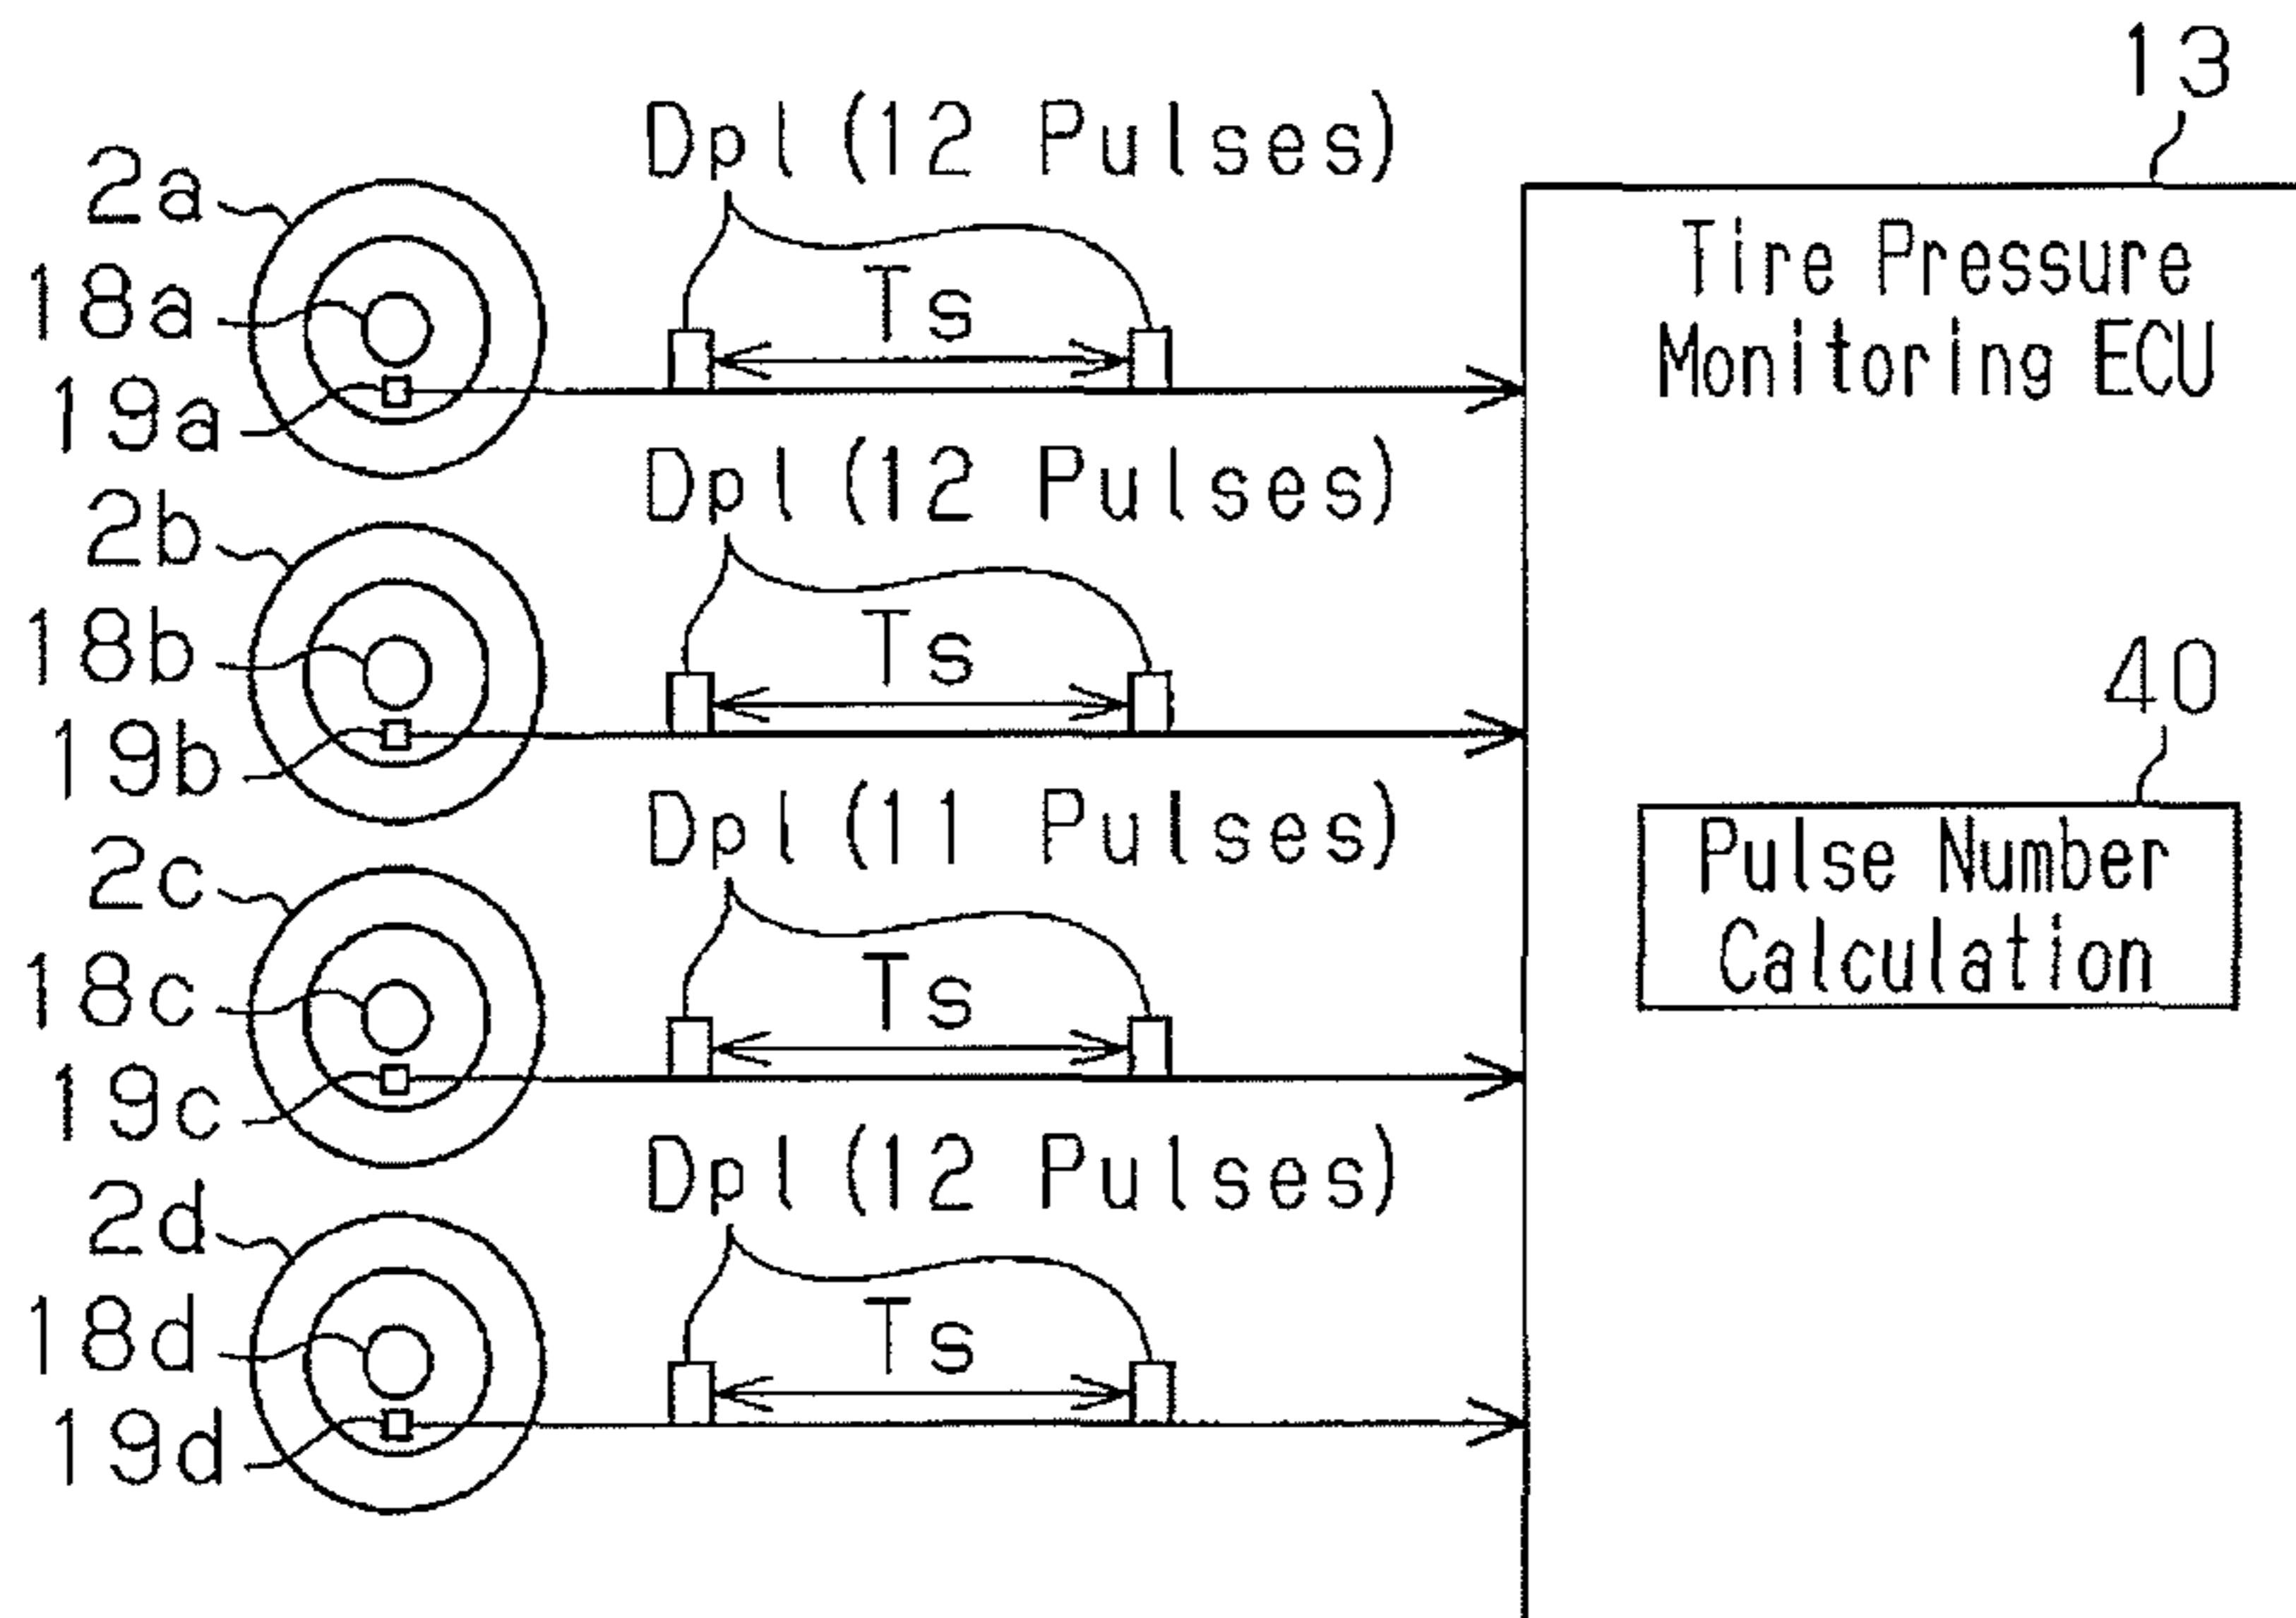 13
Dpl (12 Pulses)
2a
18a
Ts
19a
Tire Pressure
Monitoring ECU
Dpl (12 Pulses)
2b
18b
Ts
19b
40
Dpl (11 Pulses)
2c
18c
Ts
19c
Pulse Number
Calculation
Dpl (12 Pulses)
2d
18d
Ts
19d